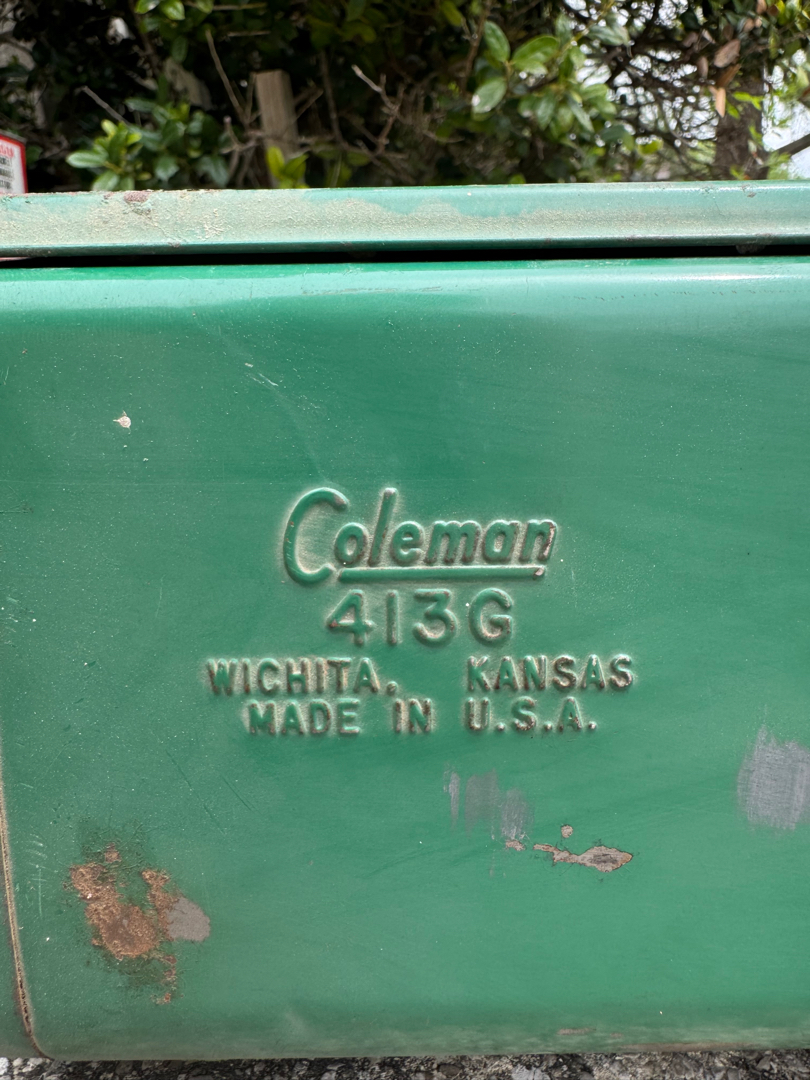 Coleman
413G
WICHITA, KANSAS
MADE IN U.S.A.